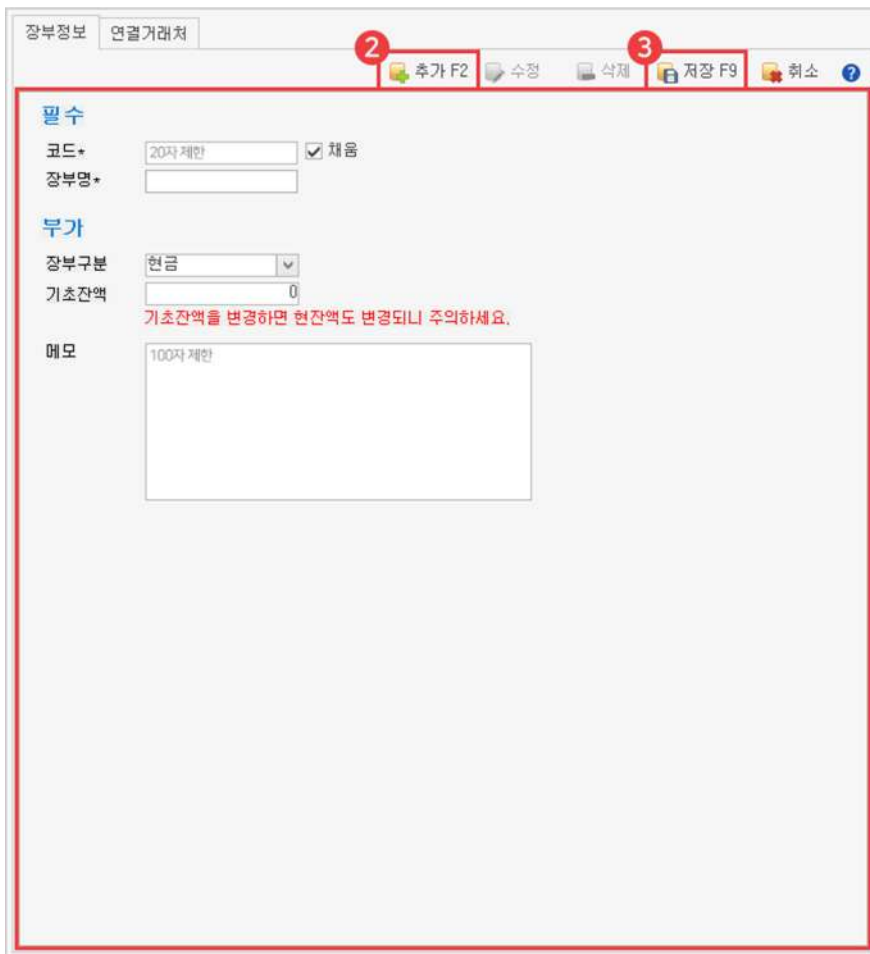 장부정보 연결거래처
2 추가 F2 수정 삭제 3 저장 F9 취소 ?
필수
코드* 20자 제한 채움
장부명*
부가
장부구분 현금
기초잔액 0
기초잔액을 변경하면 현잔액도 변경되니 주의하세요.
메모 100자 제한